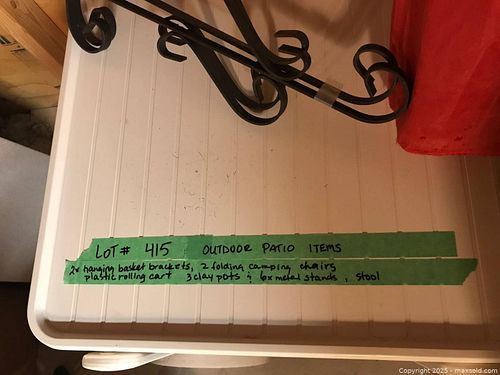 LOT # 415 OUTDOOR PATIO ITEMS
2x hanging basket brackets, 2 folding camping chairs
plastic rolling cart 3 clay pots & 6x metal stands, stool
Copyright 2025 - maxsold.com